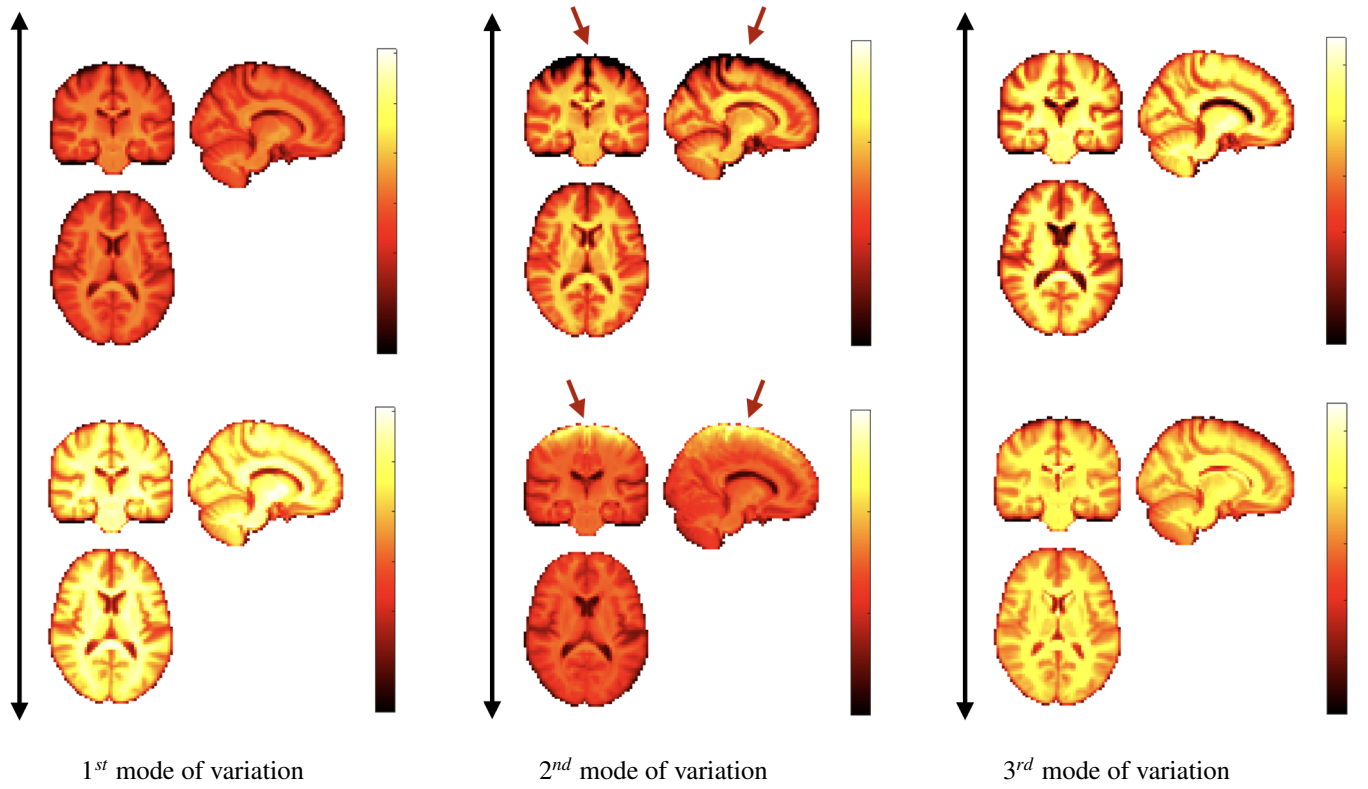 1st mode of variation
2nd mode of variation
3rd mode of variation